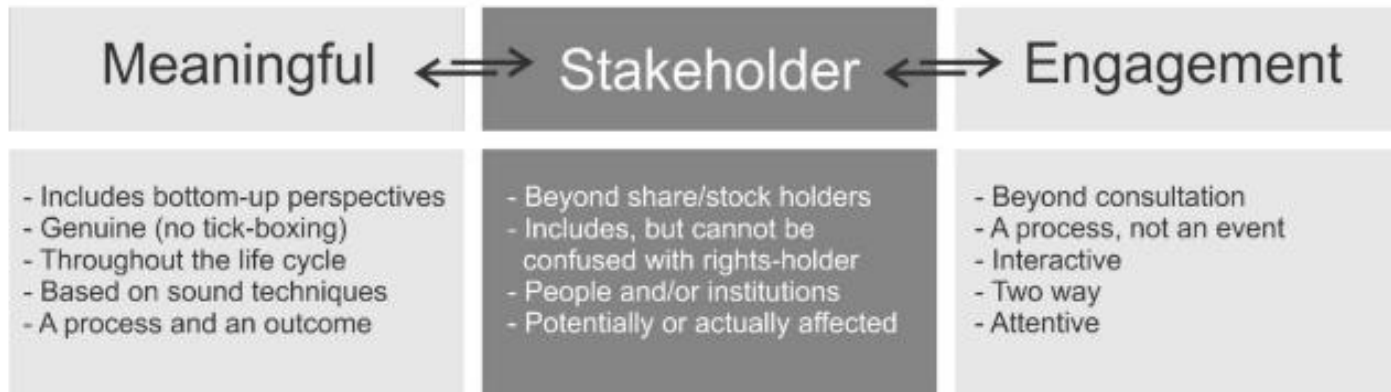 Meaningful
Stakeholder
Engagement
- Includes bottom-up perspectives
- Genuine (no tick-boxing)
- Throughout the life cycle
- Based on sound techniques
- A process and an outcome
- Beyond share/stock holders
- Includes, but cannot be
confused with rights-holder
- People and/or institutions
- Potentially or actually affected
- Beyond consultation
- A process, not an event
- Interactive
- Two way
- Attentive